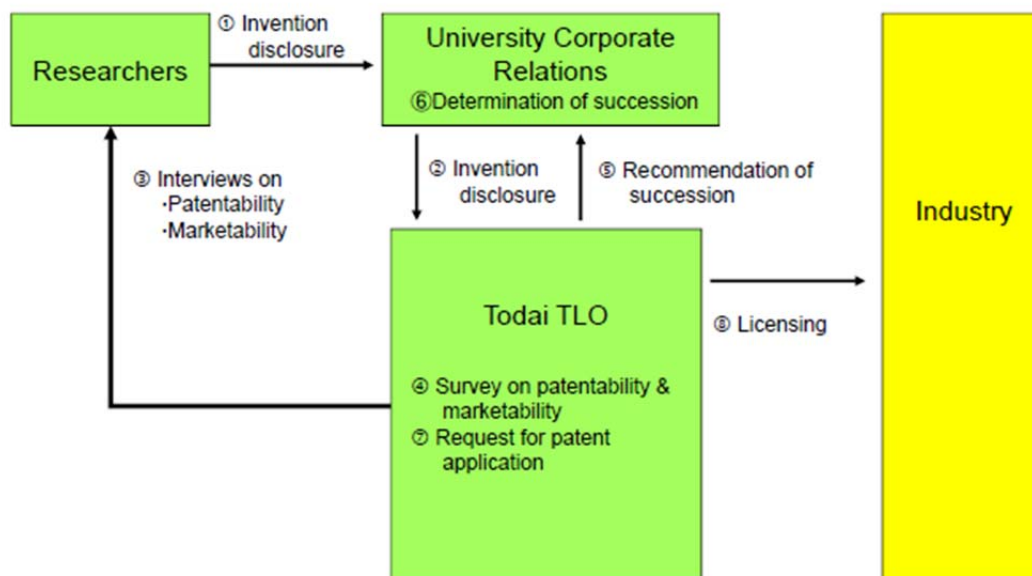 ① Invention
disclosure
Researchers
University Corporate
Relations
⑥Determination of succession
③ Interviews on
·Patentability
·Marketability
② Invention
disclosure
⑤ Recommendation of
succession
Industry
Todai TLO
④ Survey on patentability &
marketability
⑦ Request for patent
application
⑧ Licensing